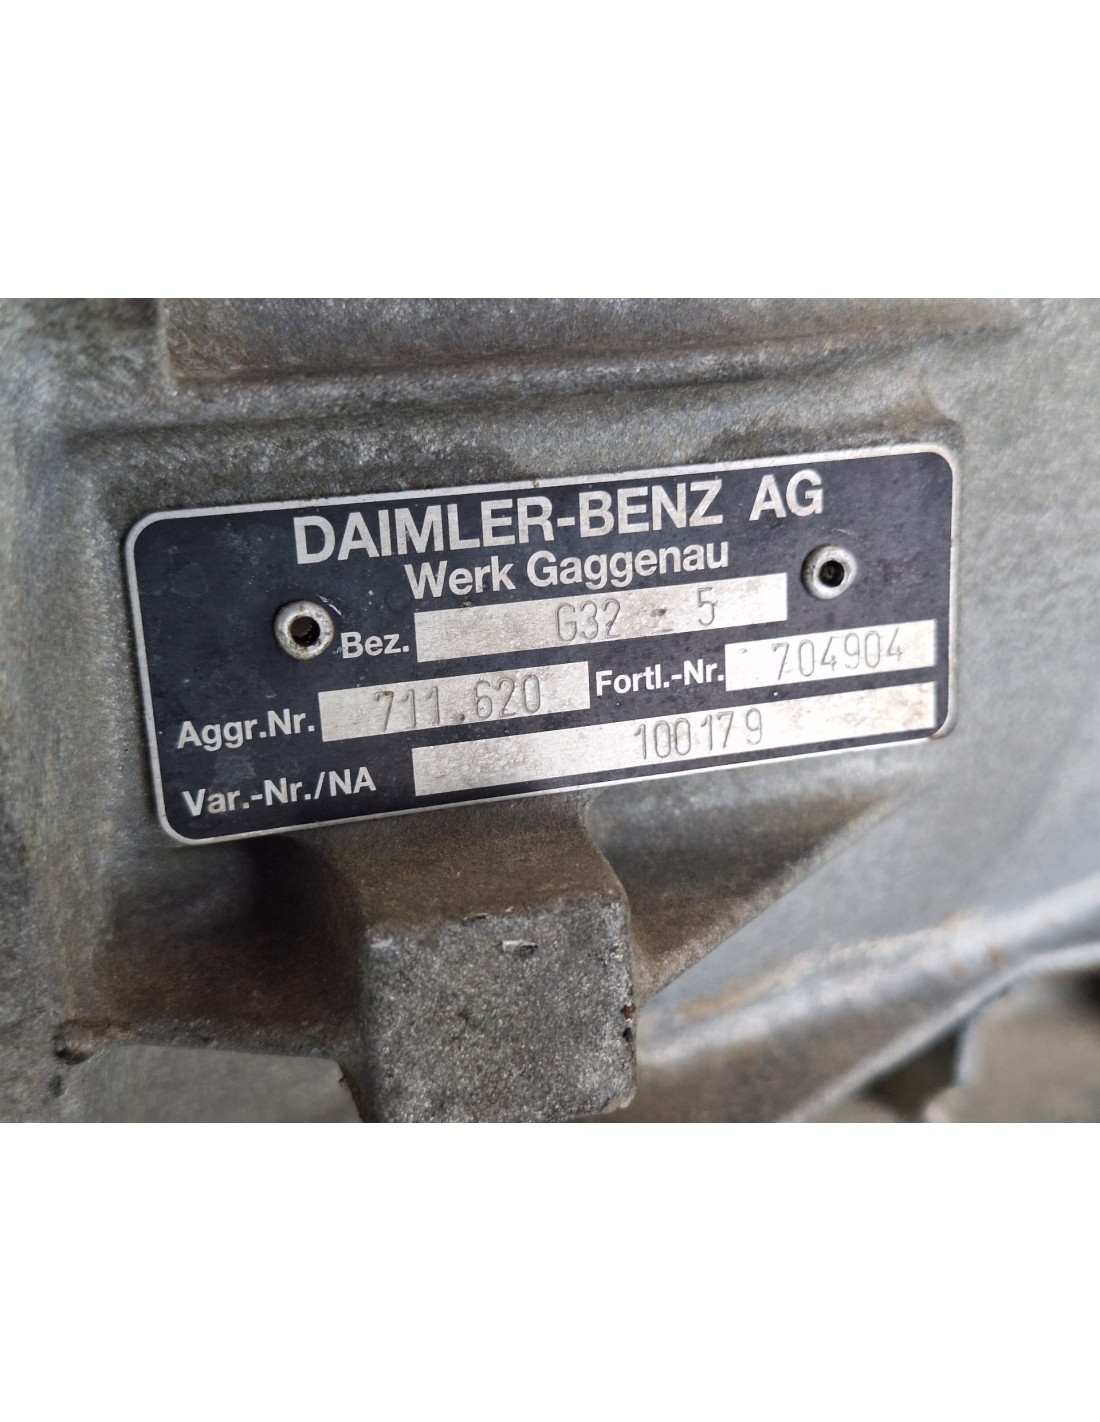 DAIMLER-BENZ AG
Werk Gaggenau
Bez. G32 - 5
Aggr.Nr. 711.620 Fortl.-Nr. 704904
Var.-Nr./NA 100179